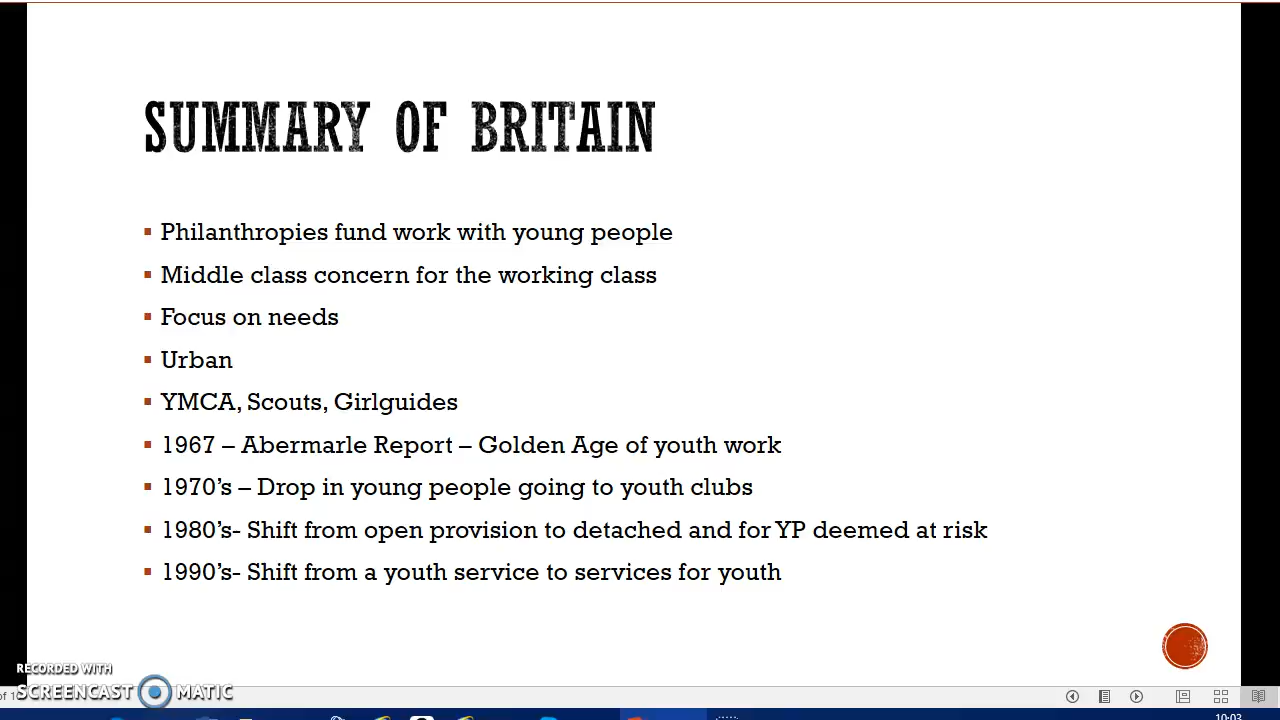 SUMMARY OF BRITAIN
Philanthropies fund work with young people
Middle class concern for the working class
Focus on needs
Urban
YMCA, Scouts, Girlguides
1967 – Abermarle Report – Golden Age of youth work
1970's – Drop in young people going to youth clubs
1980's- Shift from open provision to detached and for YP deemed at risk
1990's- Shift from a youth service to services for youth
RECORDED WITH
SCREENCAST MATIC
of 1
10:03